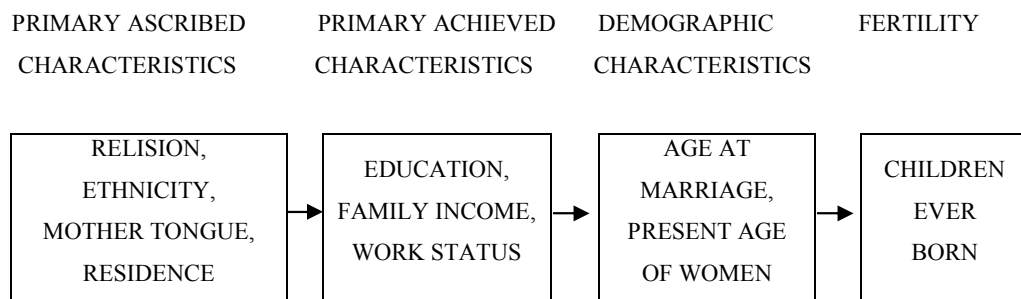 PRIMARY ASCRIBED
CHARACTERISTICS
PRIMARY ACHIEVED
CHARACTERISTICS
DEMOGRAPHIC
CHARACTERISTICS
FERTILITY
RELISION,
ETHNICITY,
MOTHER TONGUE,
RESIDENCE
EDUCATION,
FAMILY INCOME,
WORK STATUS
AGE AT
MARRIAGE,
PRESENT AGE
OF WOMEN
CHILDREN
EVER
BORN